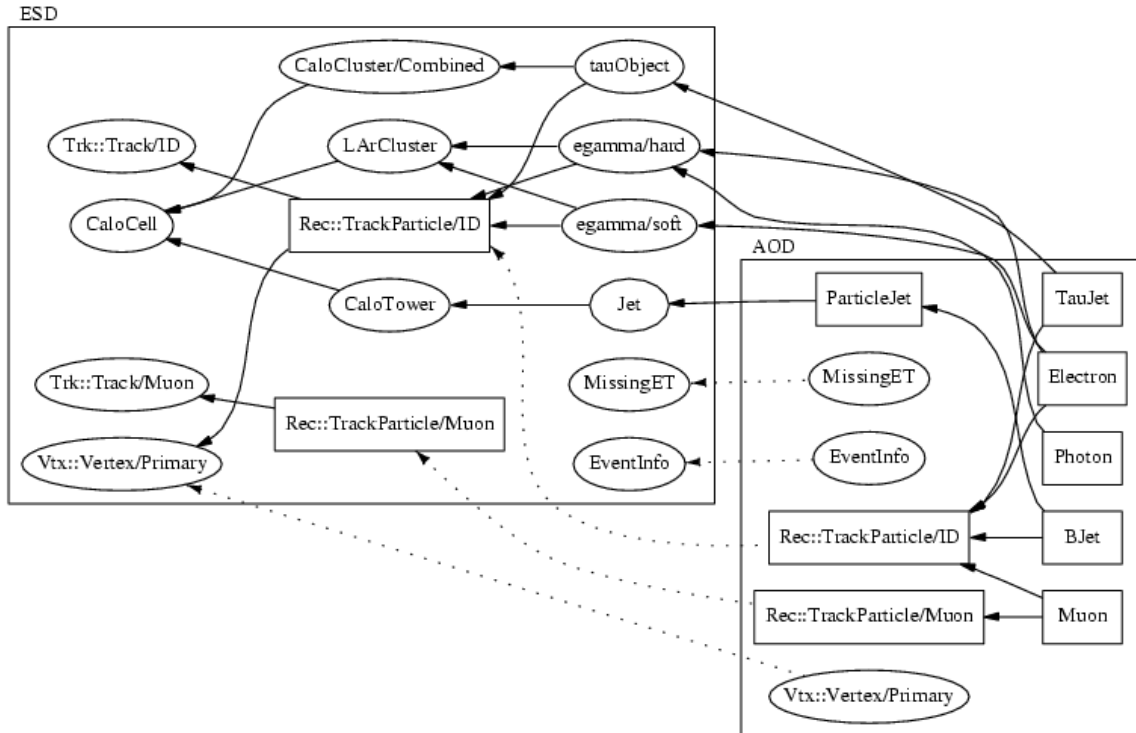 ESD
CaloCluster/Combined
tauObject
Trk::Track/ID
LArCluster
egamma/hard
CaloCell
Rec::TrackParticle/ID
egamma/soft
AOD
CaloTower
Jet
ParticleJet
TauJet
Trk::Track/Muon
MissingET
MissingET
Electron
Rec::TrackParticle/Muon
Vtx::Vertex/Primary
EventInfo
EventInfo
Photon
Rec::TrackParticle/ID
BJet
Rec::TrackParticle/Muon
Muon
Vtx::Vertex/Primary